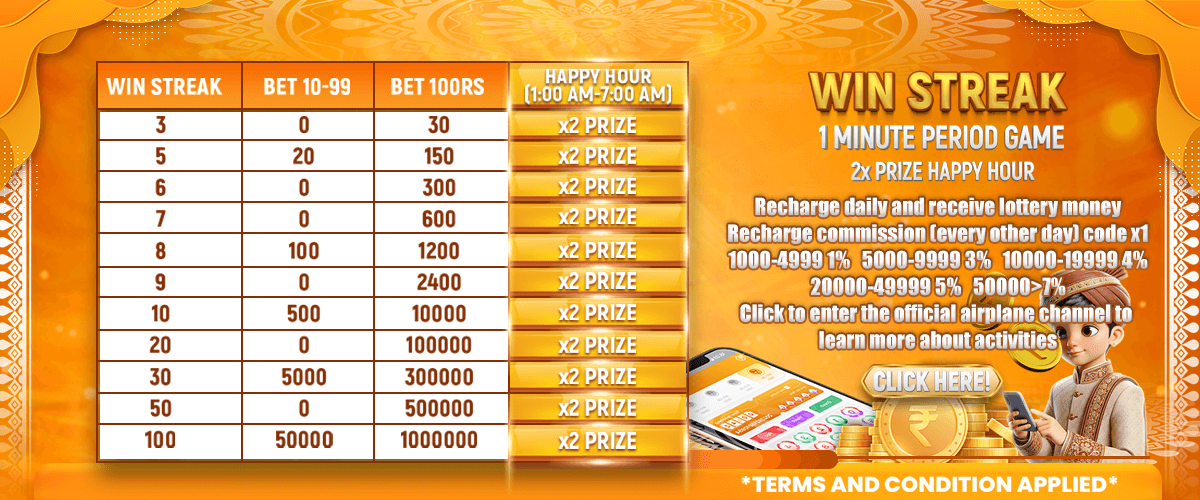 WIN STREAK BET 10-99 BET 100RS HAPPY HOUR
(1:00 AM-7:00 AM)
3 0 30 x2 PRIZE
5 20 150 x2 PRIZE
6 0 300 x2 PRIZE
7 0 600 x2 PRIZE
8 100 1200 x2 PRIZE
9 0 2400 x2 PRIZE
10 500 10000 x2 PRIZE
20 0 100000 x2 PRIZE
30 5000 300000 x2 PRIZE
50 0 500000 x2 PRIZE
100 50000 1000000 x2 PRIZE
WIN STREAK
1 MINUTE PERIOD GAME
2x PRIZE HAPPY HOUR
Recharge daily and receive lottery money
Recharge commission (every other day) code x1
1000-4999 1% 5000-9999 3% 10000-19999 4%
20000-49999 5% 50000>7%
Click to enter the official airplane channel to
learn more about activities
CLICK HERE!
₹
*TERMS AND CONDITION APPLIED*